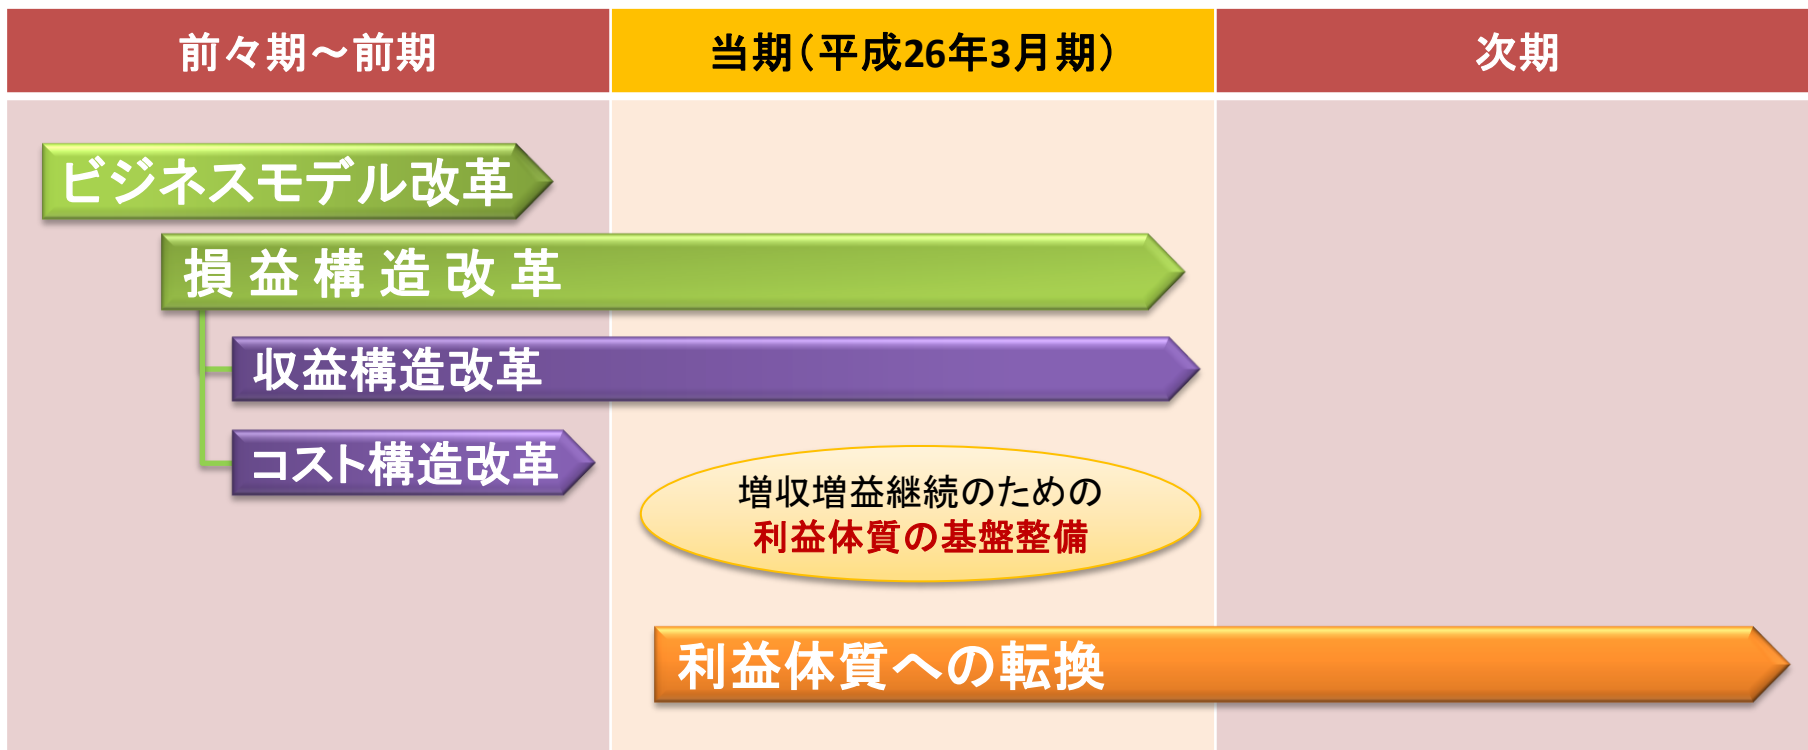 前々期～前期
当期（平成26年3月期）
次期
ビジネスモデル改革
損益構造改革
収益構造改革
コスト構造改革
増収増益継続のための
利益体質の基盤整備
利益体質への転換